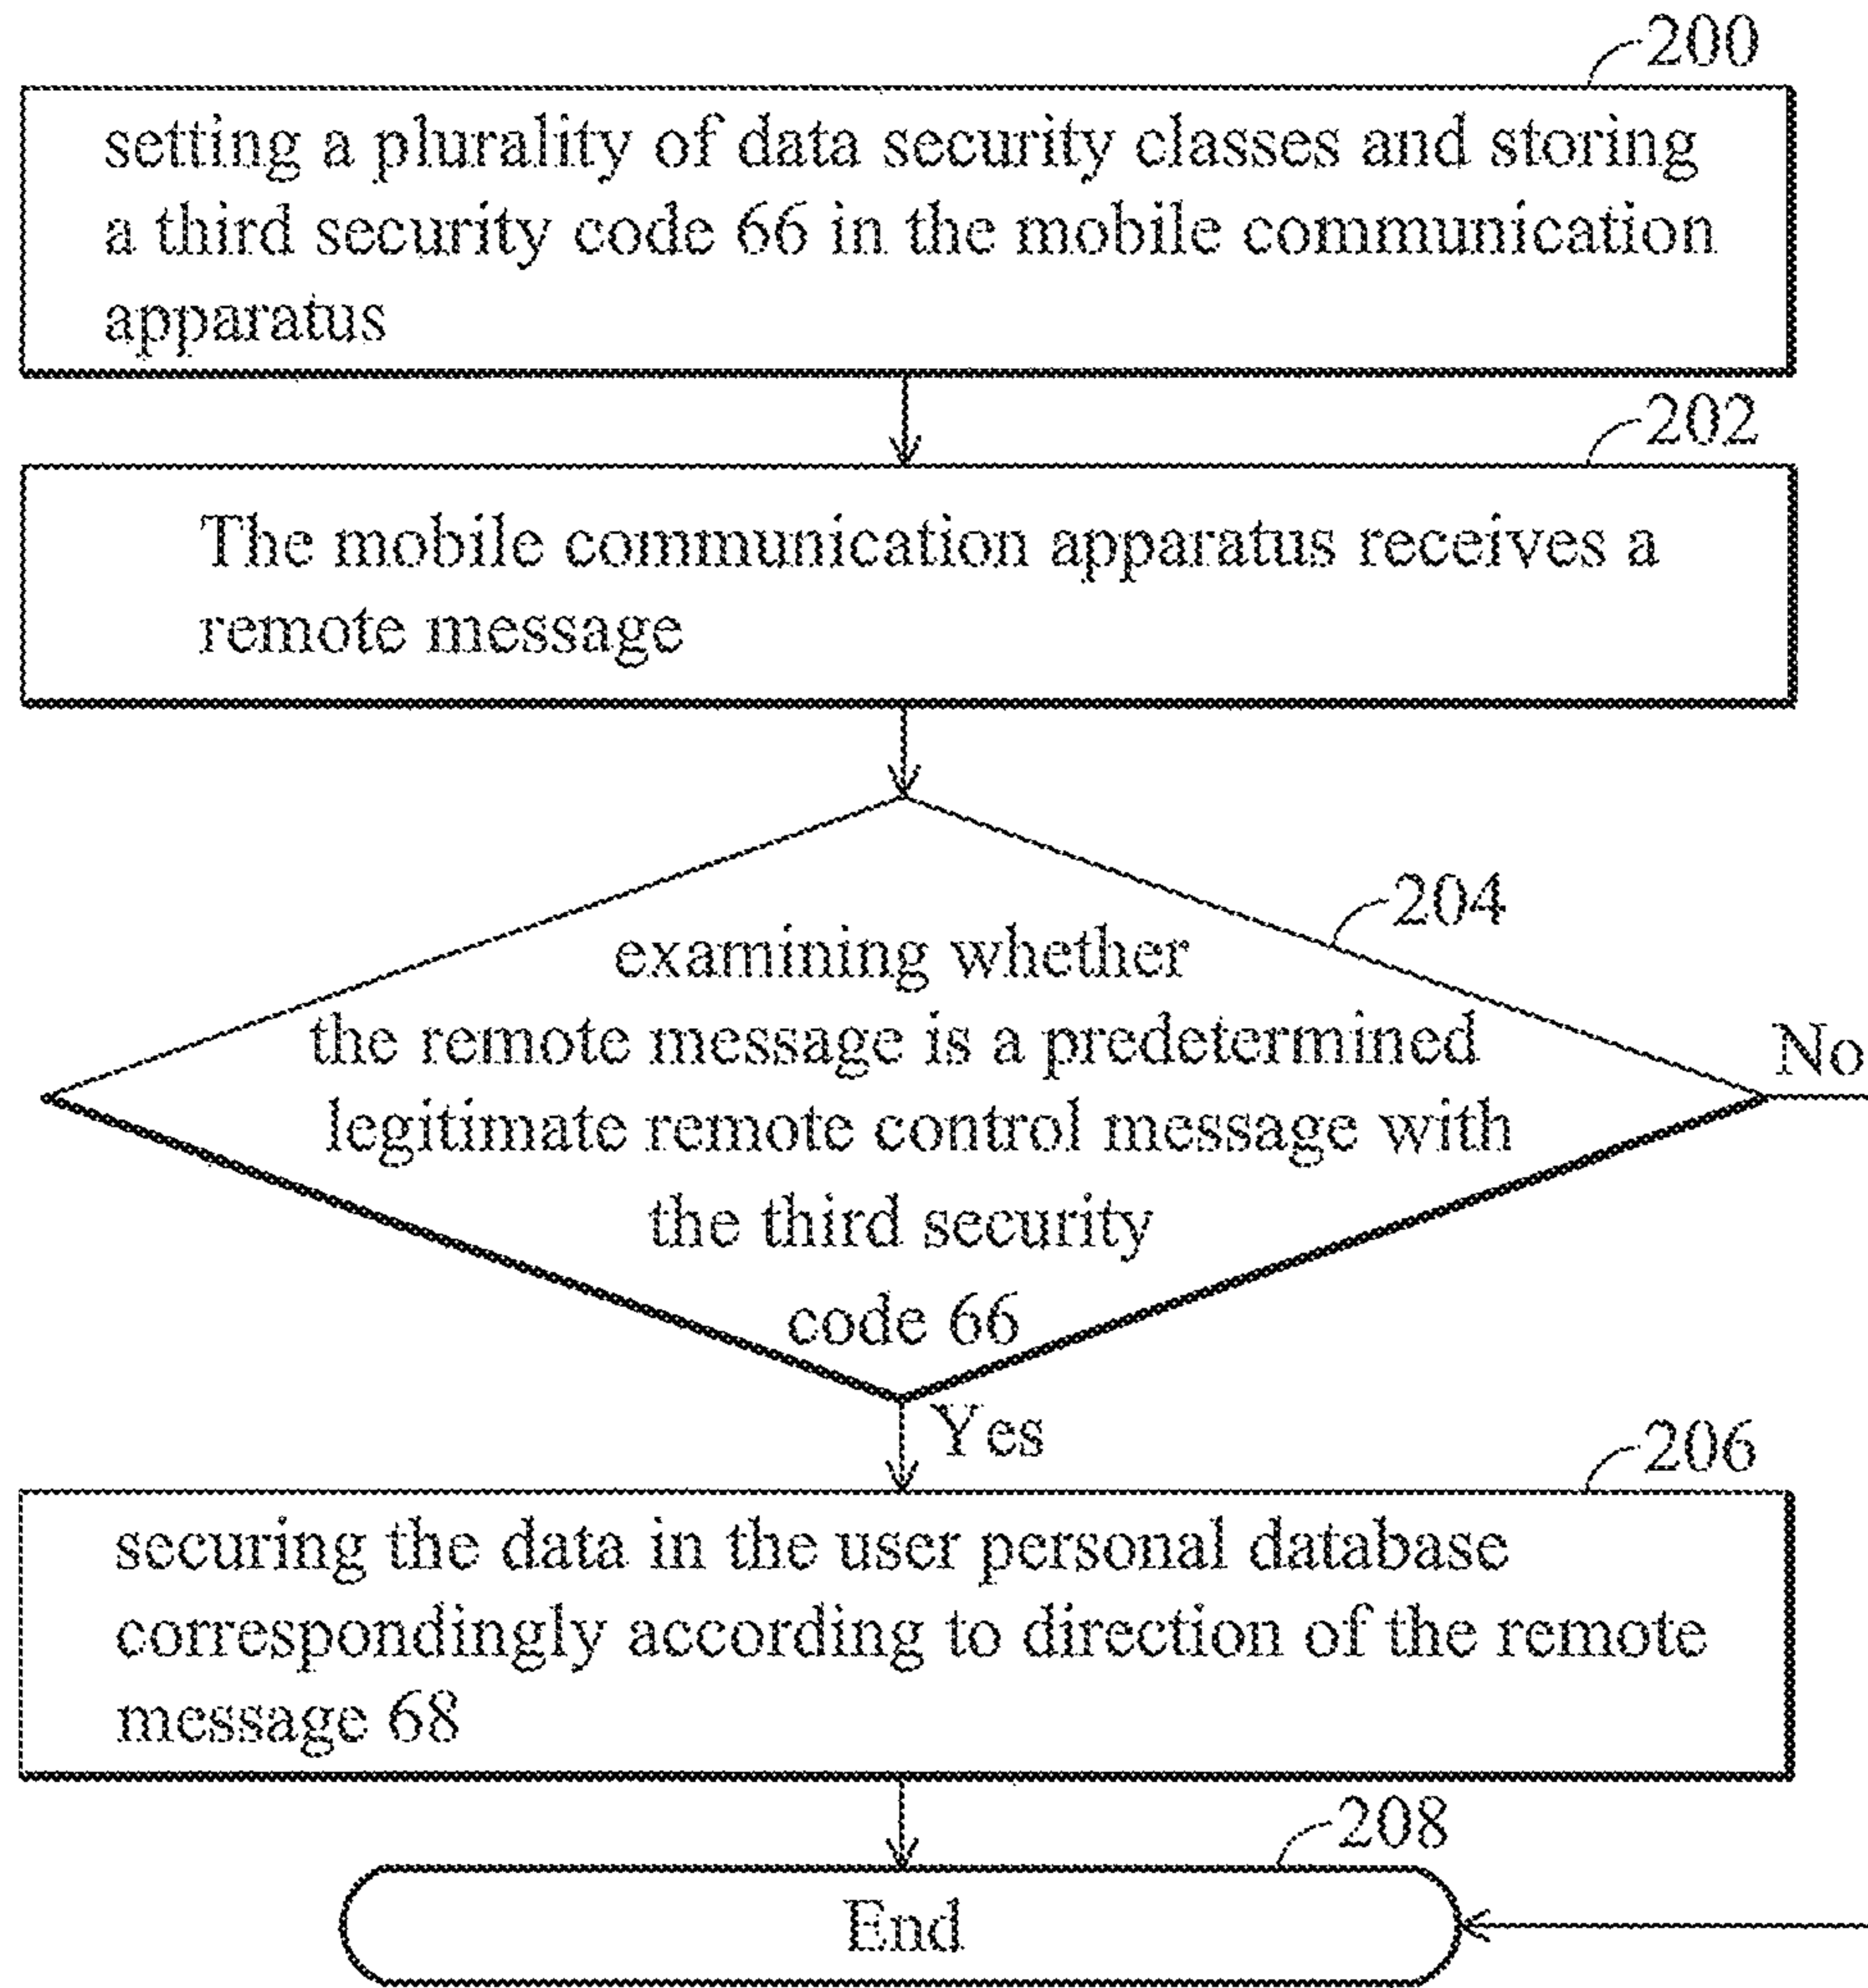 200
setting a plurality of data security classes and storing
a third security code 66 in the mobile communication
apparatus
202
The mobile communication apparatus receives a
remote message
204
examining whether
the remote message is a predetermined
legitimate remote control message with
the third security
code 66
No
Yes
206
securing the data in the user personal database
correspondingly according to direction of the remote
message 68
208
End